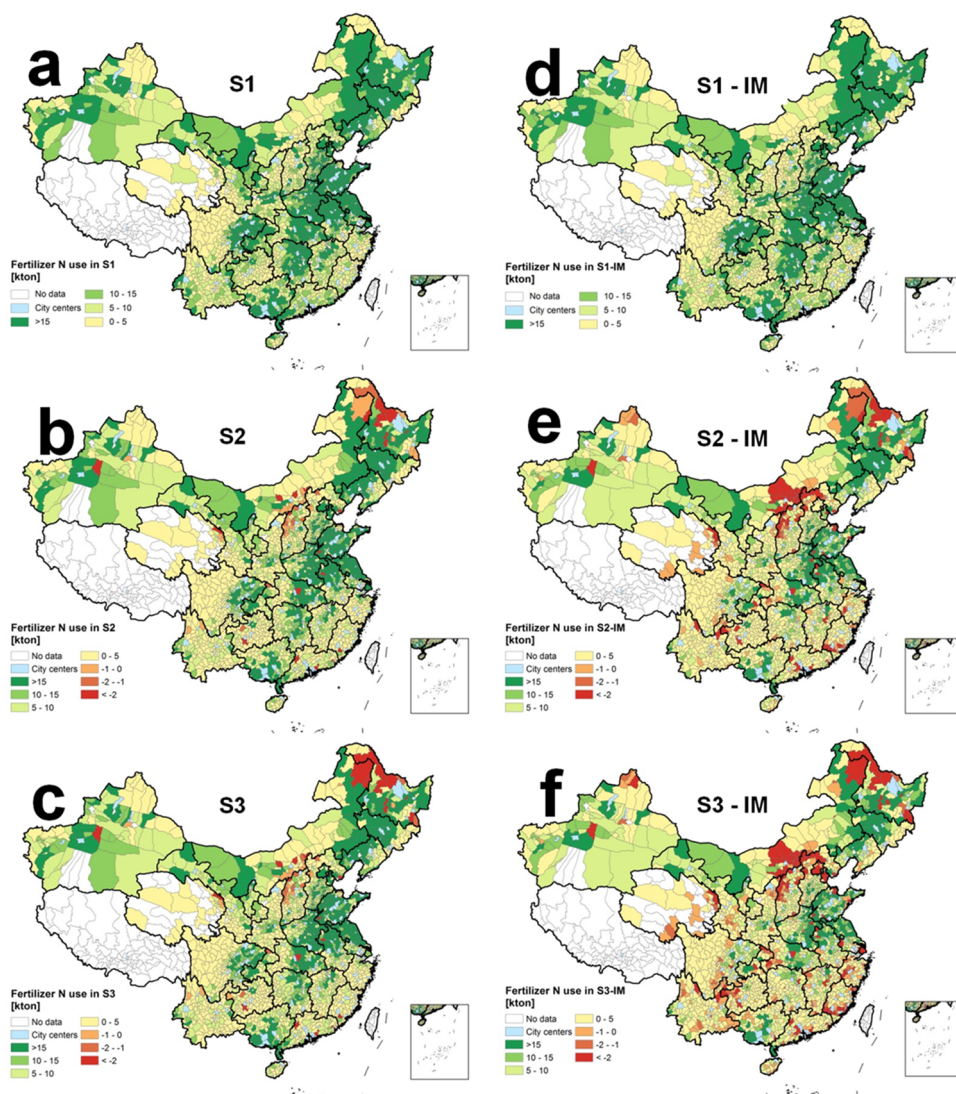 a
S1
Fertilizer N use in S1
[kton]
No data
10 - 15
City centers
5 - 10
>15
0 - 5
d
S1 - IM
Fertilizer N use in S1-IM
[kton]
No data
10 - 15
City centers
5 - 10
>15
0 - 5
b
S2
Fertilizer N use in S2
[kton]
No data
0 - 5
City centers
-1 - 0
>15
-2 - -1
10 - 15
< -2
5 - 10
e
S2 - IM
Fertilizer N use in S2-IM
[kton]
No data
0 - 5
City centers
-1 - 0
>15
-2 - -1
10 - 15
< -2
5 - 10
c
S3
Fertilizer N use in S3
[kton]
No data
0 - 5
City centers
-1 - 0
>15
-2 - -1
10 - 15
< -2
5 - 10
f
S3 - IM
Fertilizer N use in S3-IM
[kton]
No data
0 - 5
City centers
-1 - 0
>15
-2 - -1
10 - 15
< -2
5 - 10